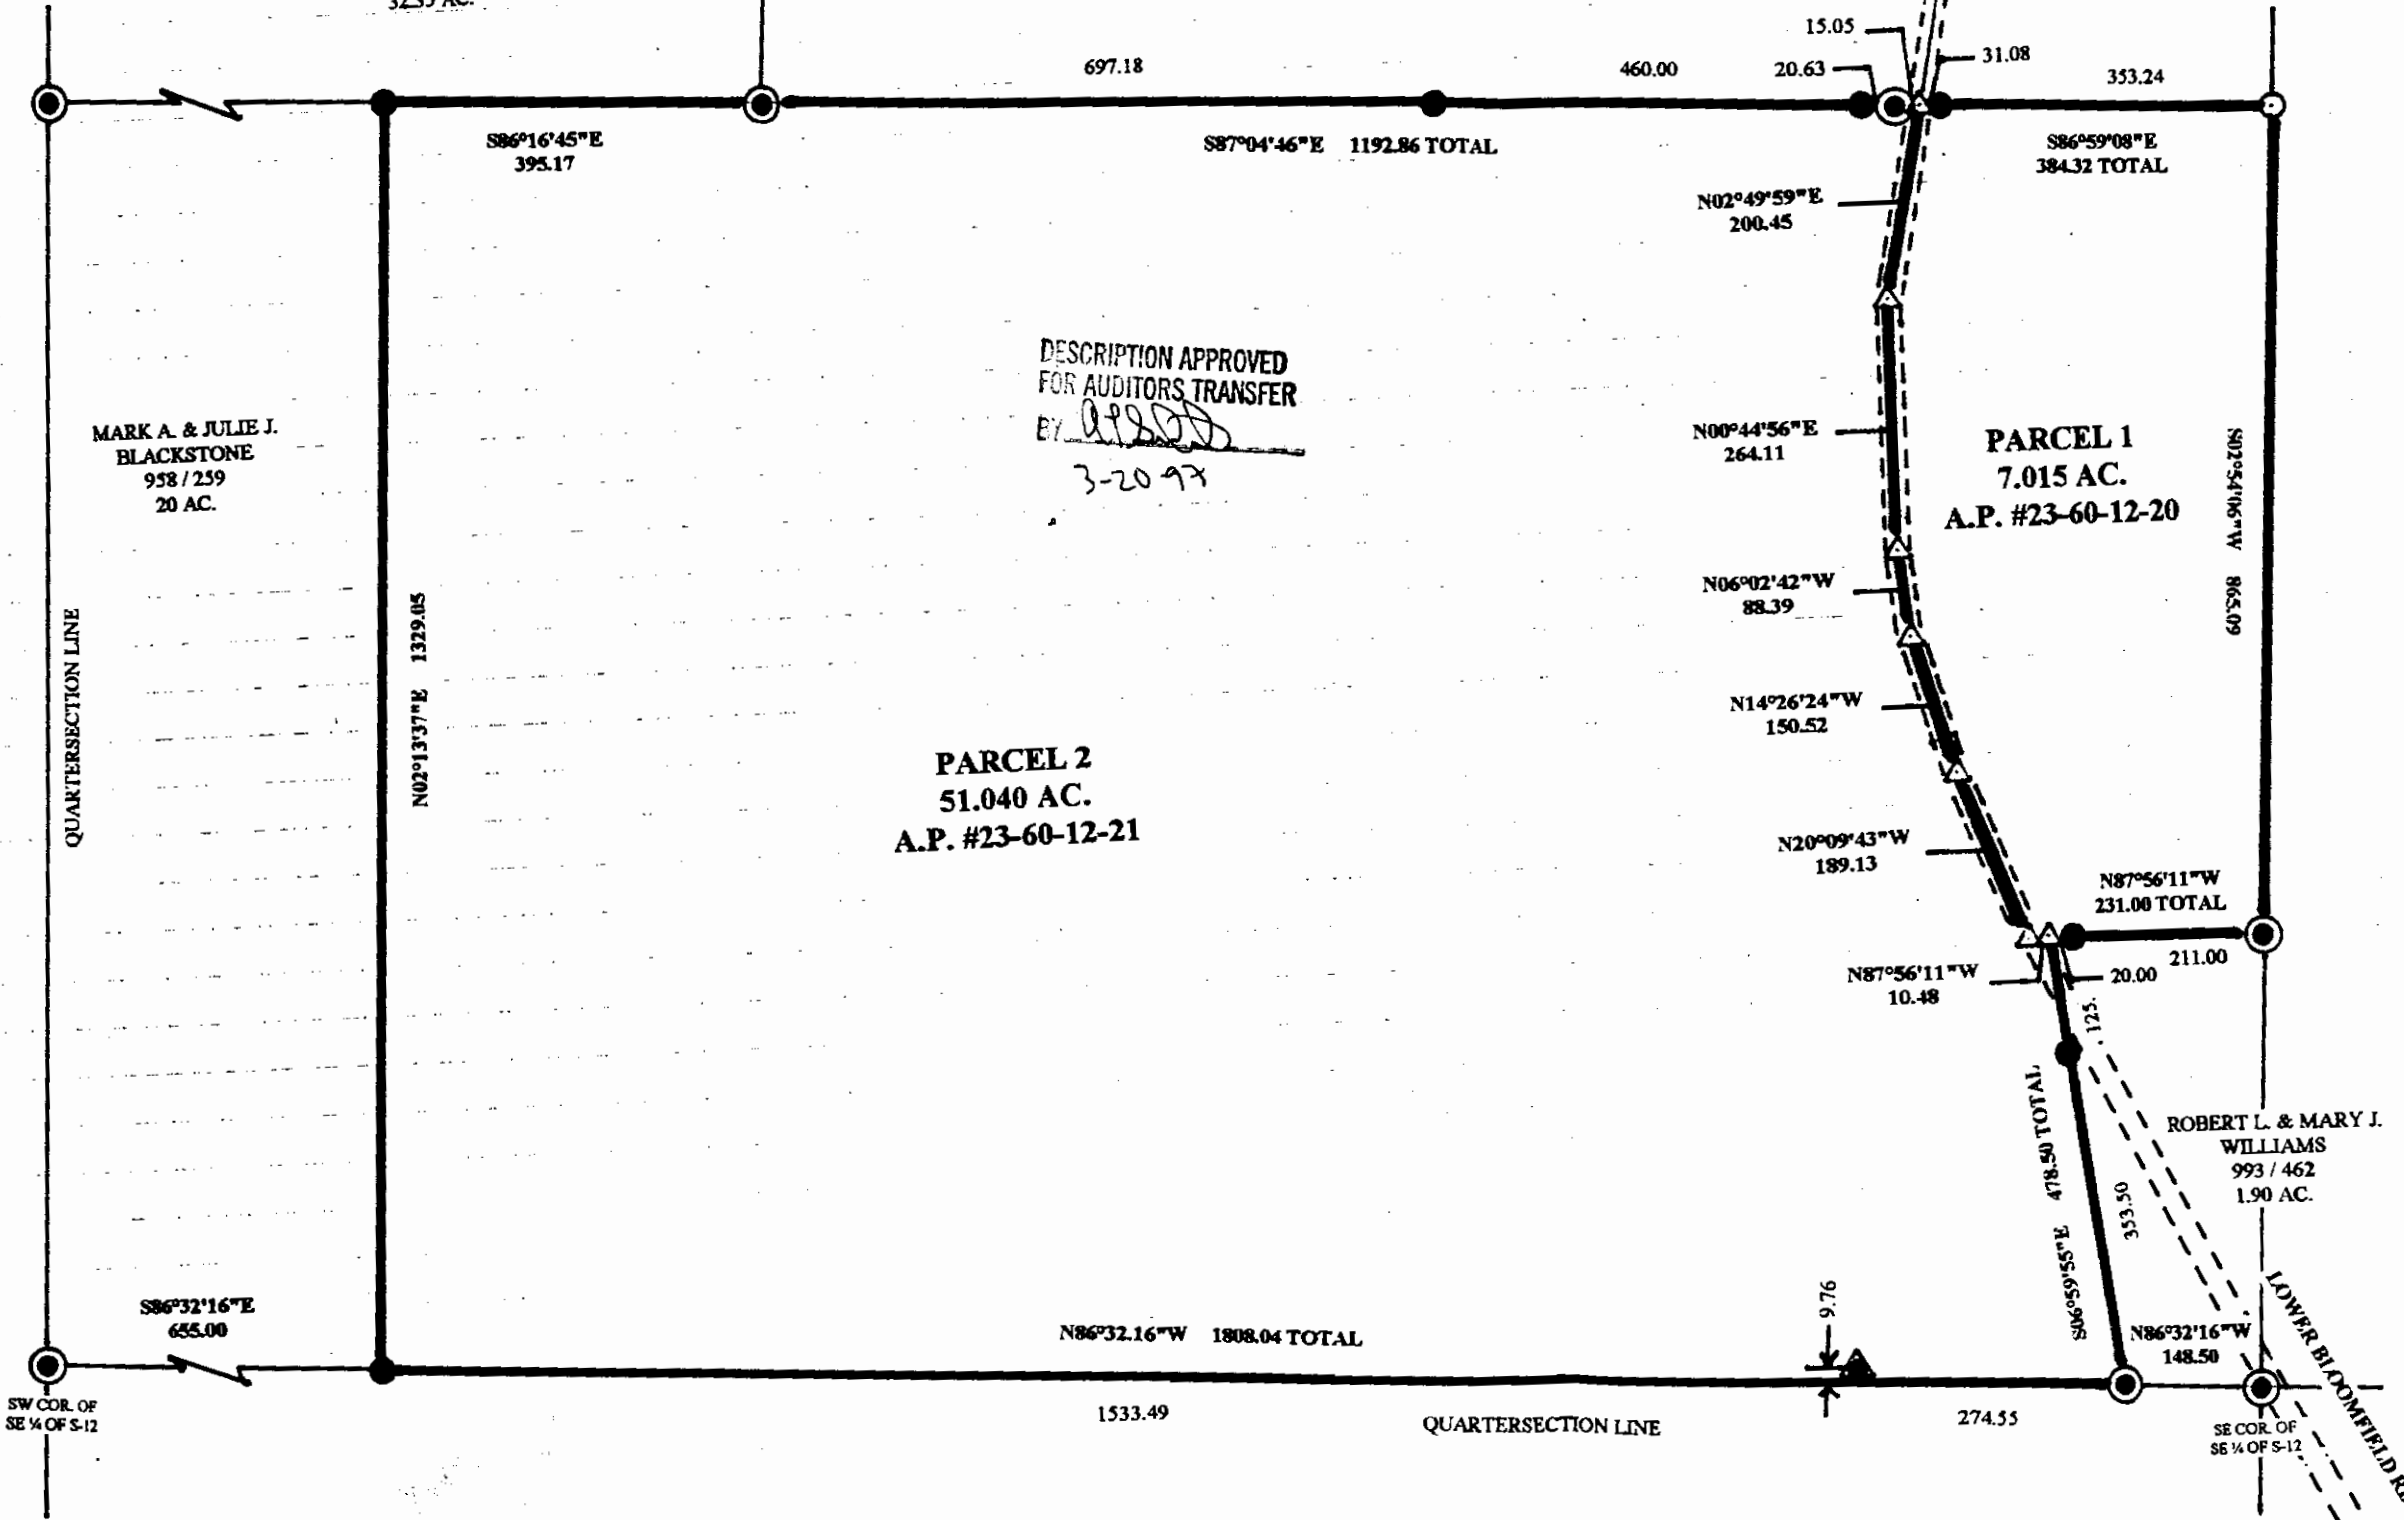 32.35 AC.
15.05
31.08
697.18
460.00
20.63
353.24
S86°16'45"E
395.17
S87°04'46"E 1192.86 TOTAL
S86°59'08"E
384.32 TOTAL
N02°49'59"E
200.45
DESCRIPTION APPROVED
FOR AUDITORS TRANSFER
BY
3-20-97
MARK A. & JULIE J.
BLACKSTONE
958 / 259
20 AC.
N00°44'56"E
264.11
PARCEL 1
7.015 AC.
A.P. #23-60-12-20
S02°54'06"W 865.09
N06°02'42"W
88.39
QUARTERSECTION LINE
N02°13'37"E 1329.05
N14°26'24"W
150.52
PARCEL 2
51.040 AC.
A.P. #23-60-12-21
N20°09'43"W
189.13
N87°56'11"W
231.00 TOTAL
211.00
N87°56'11"W
10.48
20.00
125.
S06°59'55"E 478.50 TOTAL
353.50
ROBERT L. & MARY J.
WILLIAMS
993 / 462
1.90 AC.
S86°32'16"E
655.00
N86°32.16"W 1808.04 TOTAL
9.76
N86°32'16"W
148.50
LOWER BLOOMFIELD
SW COR. OF
SE ¼ OF S-12
1533.49
QUARTERSECTION LINE
274.55
SE COR. OF
SE ¼ OF S-12